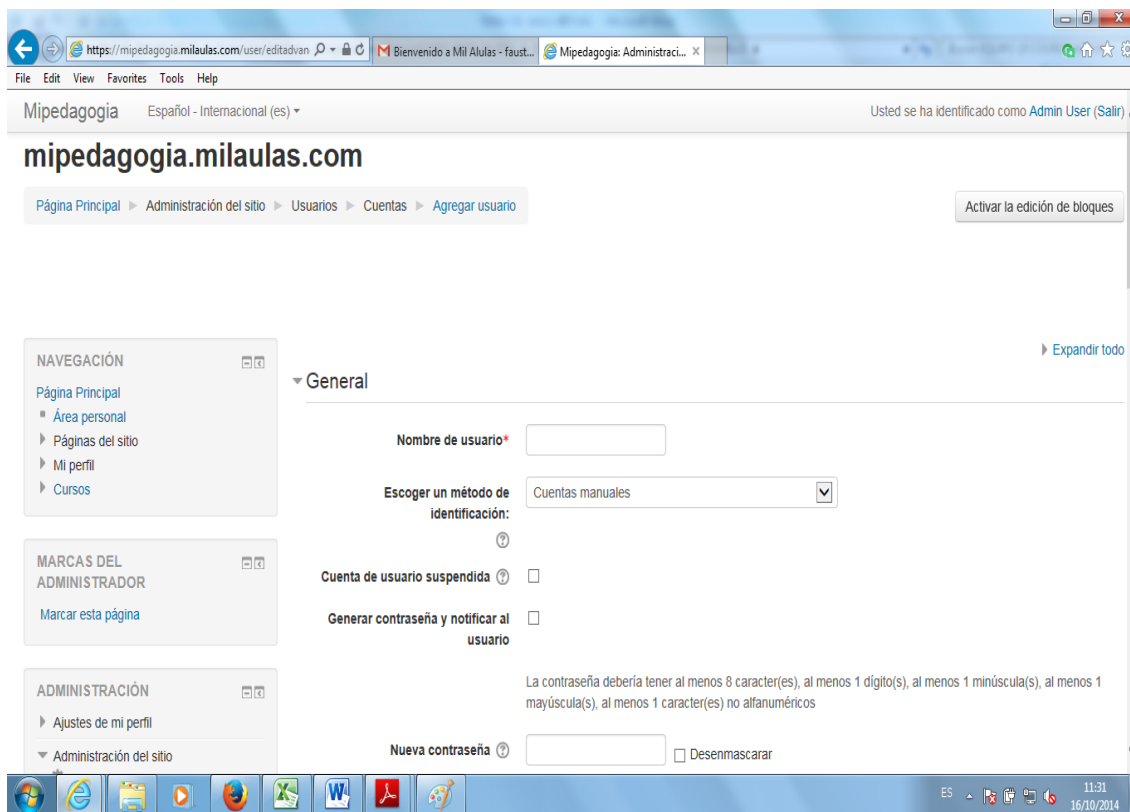 https://mipedagogia.milaulas.com/user/editadvan
Bienvenido a Mil Alulas - faust...
Mipedagogia: Administraci...
File Edit View Favorites Tools Help
Mipedagogia Español - Internacional (es)
Usted se ha identificado como Admin User (Salir)
mipedagogia.milaulas.com
Página Principal Administración del sitio Usuarios Cuentas Agregar usuario
Activar la edición de bloques
Expandir todo
NAVEGACIÓN
Página Principal
Área personal
Páginas del sitio
Mi perfil
Cursos
MARCAS DEL
ADMINISTRADOR
Marcar esta página
ADMINISTRACIÓN
Ajustes de mi perfil
Administración del sitio
General
Nombre de usuario*
Escoger un método de
identificación:
Cuentas manuales
Cuenta de usuario suspendida
Generar contraseña y notificar al
usuario
La contraseña debería tener al menos 8 caracter(es), al menos 1 dígito(s), al menos 1 minúscula(s), al menos 1
mayúscula(s), al menos 1 caracter(es) no alfanuméricos
Nueva contraseña
Desenmascarar
ES
11:31
16/10/2014